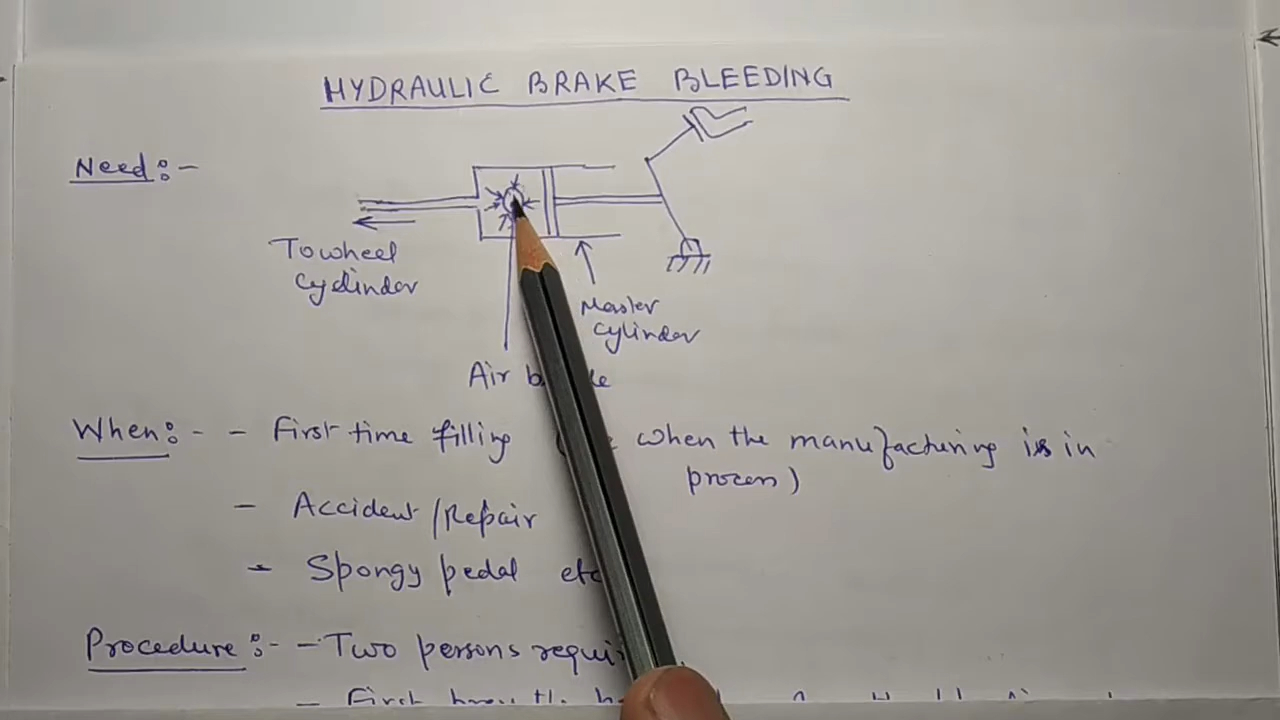 HYDRAULIC BRAKE BLEEDING
Need:-
To wheel
cylinder
Master
cylinder
Air
When:- - First time filling when the manufacturing is in
process)
- Accident/Repair
- Spongy pedal etc
Procedure:- - Two persons
- First